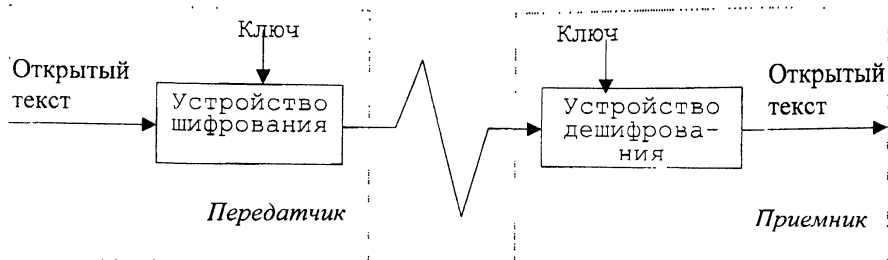 Ключ
Ключ
Открытый
текст
Устройство
шифрования
Устройство
дешифрова-
ния
Открытый
текст
Передатчик
Приемник